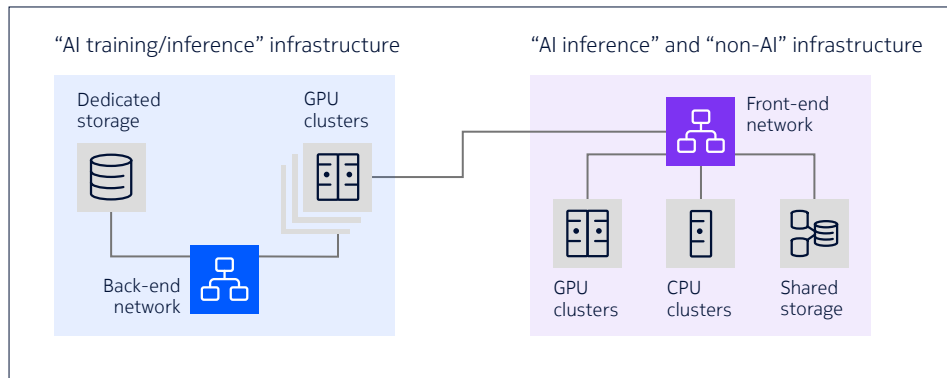 “AI training/inference” infrastructure
Dedicated
storage
GPU
clusters
Back-end
network
“AI inference” and “non-AI” infrastructure
Front-end
network
GPU
clusters
CPU
clusters
Shared
storage